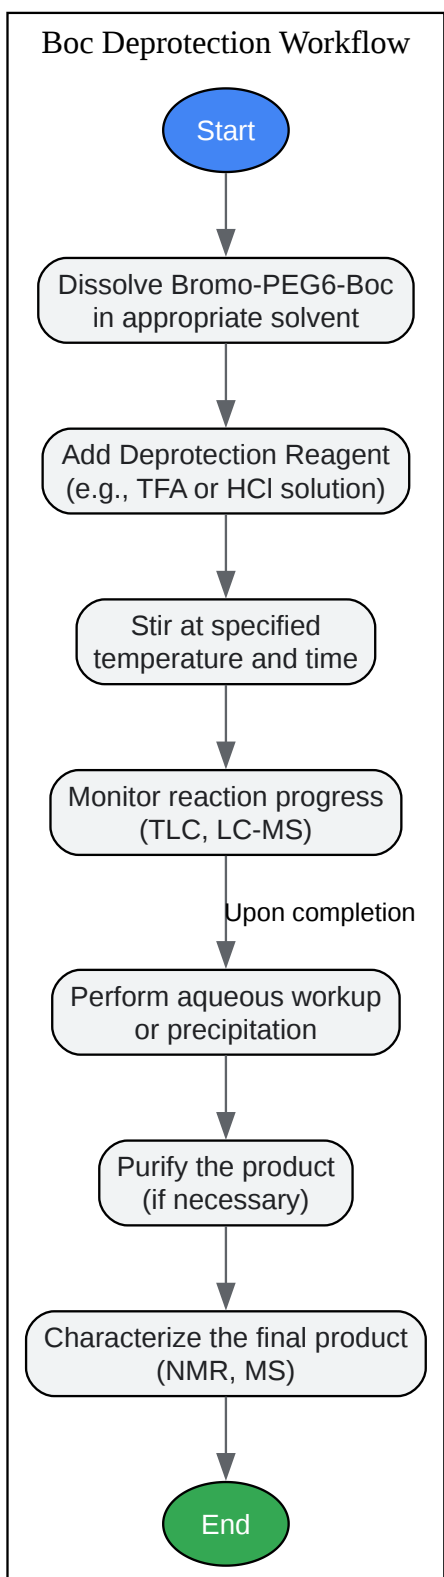 Boc Deprotection Workflow
Start
Dissolve Bromo-PEG6-Boc
in appropriate solvent
Add Deprotection Reagent
(e.g., TFA or HCl solution)
Stir at specified
temperature and time
Monitor reaction progress
(TLC, LC-MS)
Upon completion
Perform aqueous workup
or precipitation
Purify the product
(if necessary)
Characterize the final product
(NMR, MS)
End